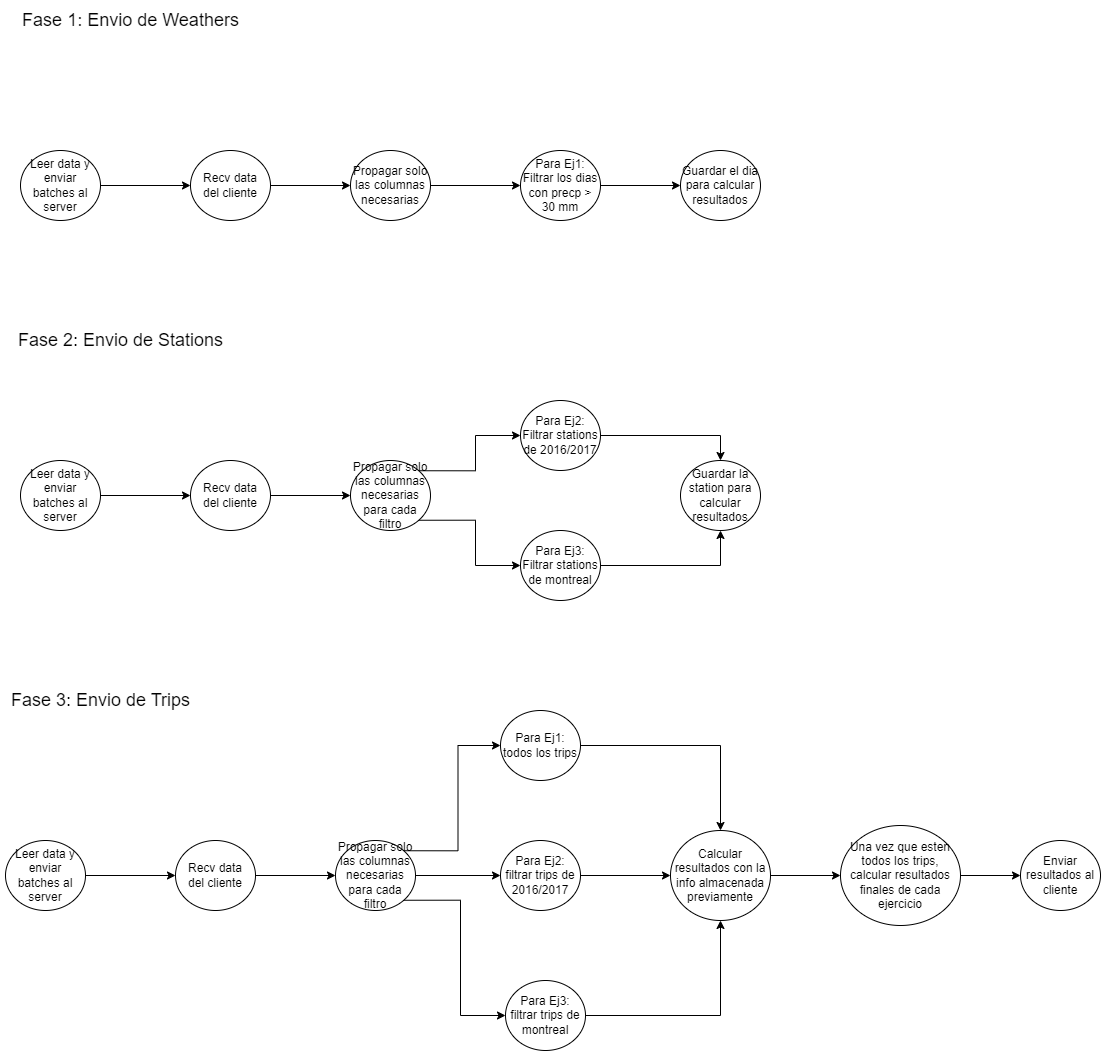 Fase 1: Envio de Weathers
Leer data y
enviar
batches al
server
Recv data
del cliente
Propagar solo
las columnas
necesarias
Para Ej1:
Filtrar los dias
con precp >
30 mm
Guardar el dia
para calcular
resultados
Fase 2: Envio de Stations
Leer data y
enviar
batches al
server
Recv data
del cliente
Propagar solo
las columnas
necesarias
para cada
filtro
Para Ej2:
Filtrar stations
de 2016/2017
Para Ej3:
Filtrar stations
de montreal
Guardar la
station para
calcular
resultados
Fase 3: Envio de Trips
Leer data y
enviar
batches al
server
Recv data
del cliente
Propagar solo
las columnas
necesarias
para cada
filtro
Para Ej1:
todos los trips
Para Ej2:
filtrar trips de
2016/2017
Para Ej3:
filtrar trips de
montreal
Calcular
resultados con la
info almacenada
previamente
Una vez que esten
todos los trips,
calcular resultados
finales de cada
ejercicio
Enviar
resultados al
cliente